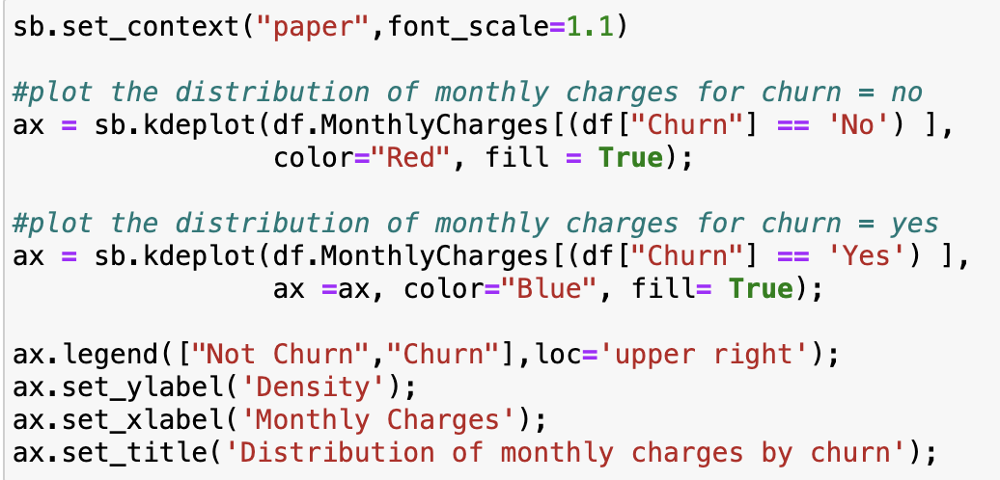 sb.set_context("paper",font_scale=1.1)
#plot the distribution of monthly charges for churn = no
ax = sb.kdeplot(df.MonthlyCharges[(df["Churn"] == 'No') ],
color="Red", fill = True);
#plot the distribution of monthly charges for churn = yes
ax = sb.kdeplot(df.MonthlyCharges[(df["Churn"] == 'Yes') ],
ax =ax, color="Blue", fill= True);
ax.legend(["Not Churn","Churn"],loc='upper right');
ax.set_ylabel('Density');
ax.set_xlabel('Monthly Charges');
ax.set_title('Distribution of monthly charges by churn');